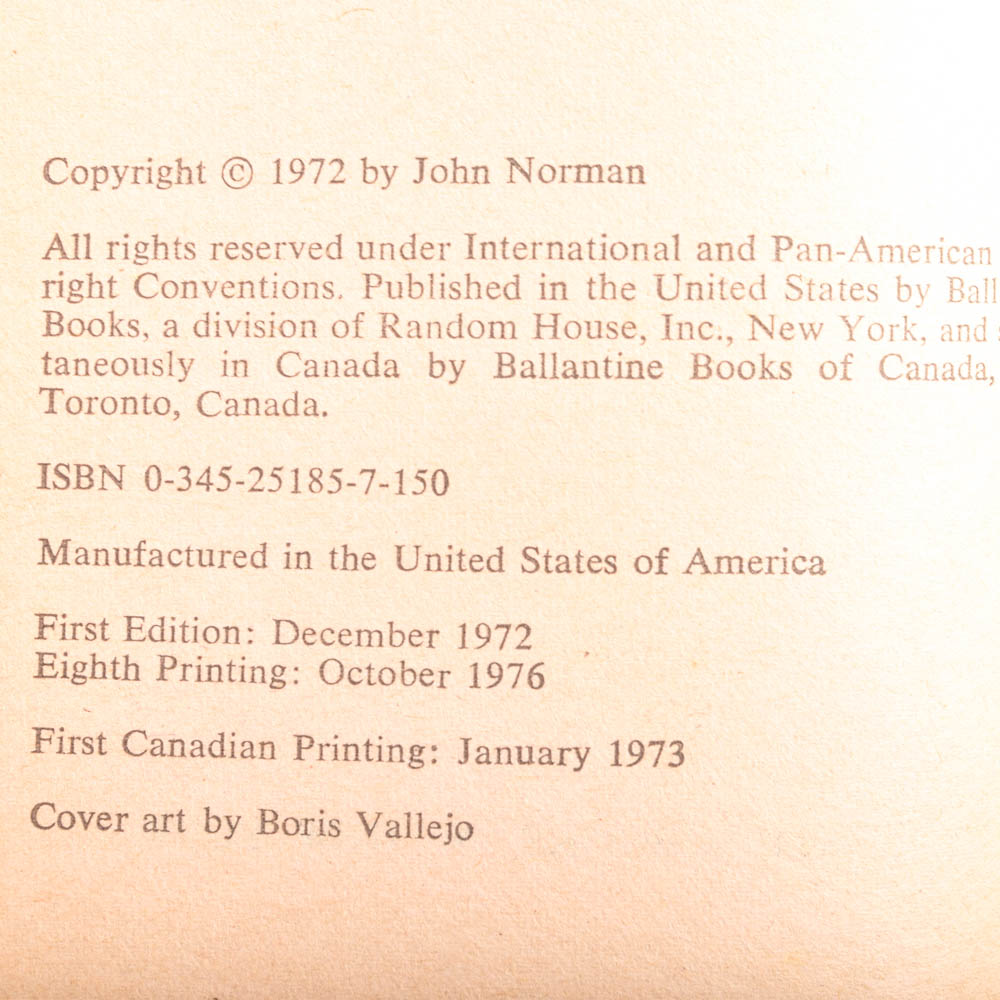 Copyright © 1972 by John Norman
All rights reserved under International and Pan-American
right Conventions. Published in the United States by Ball
Books, a division of Random House, Inc., New York, and
taneously in Canada by Ballantine Books of Canada,
Toronto, Canada.
ISBN 0-345-25185-7-150
Manufactured in the United States of America
First Edition: December 1972
Eighth Printing: October 1976
First Canadian Printing: January 1973
Cover art by Boris Vallejo